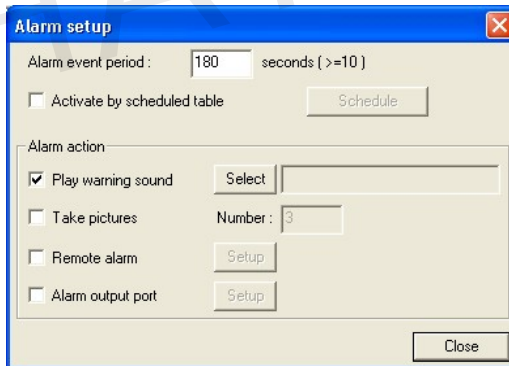 Alarm setup
Alarm event period : 180 seconds ( >=10 )
Activate by scheduled table Schedule
Alarm action
Play warning sound Select
Take pictures Number : 3
Remote alarm Setup
Alarm output port Setup
Close